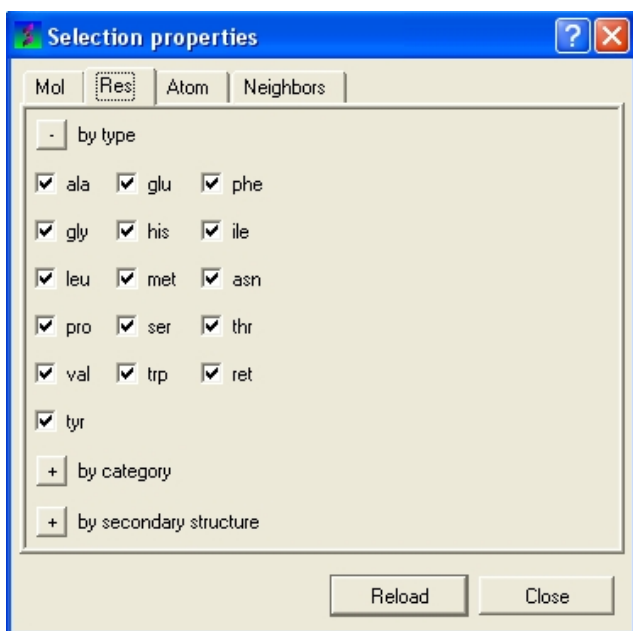 Selection properties
Mol Res Atom Neighbors
- by type
ala glu phe
gly his ile
leu met asn
pro ser thr
val trp ret
tyr
+ by category
+ by secondary structure
Reload Close